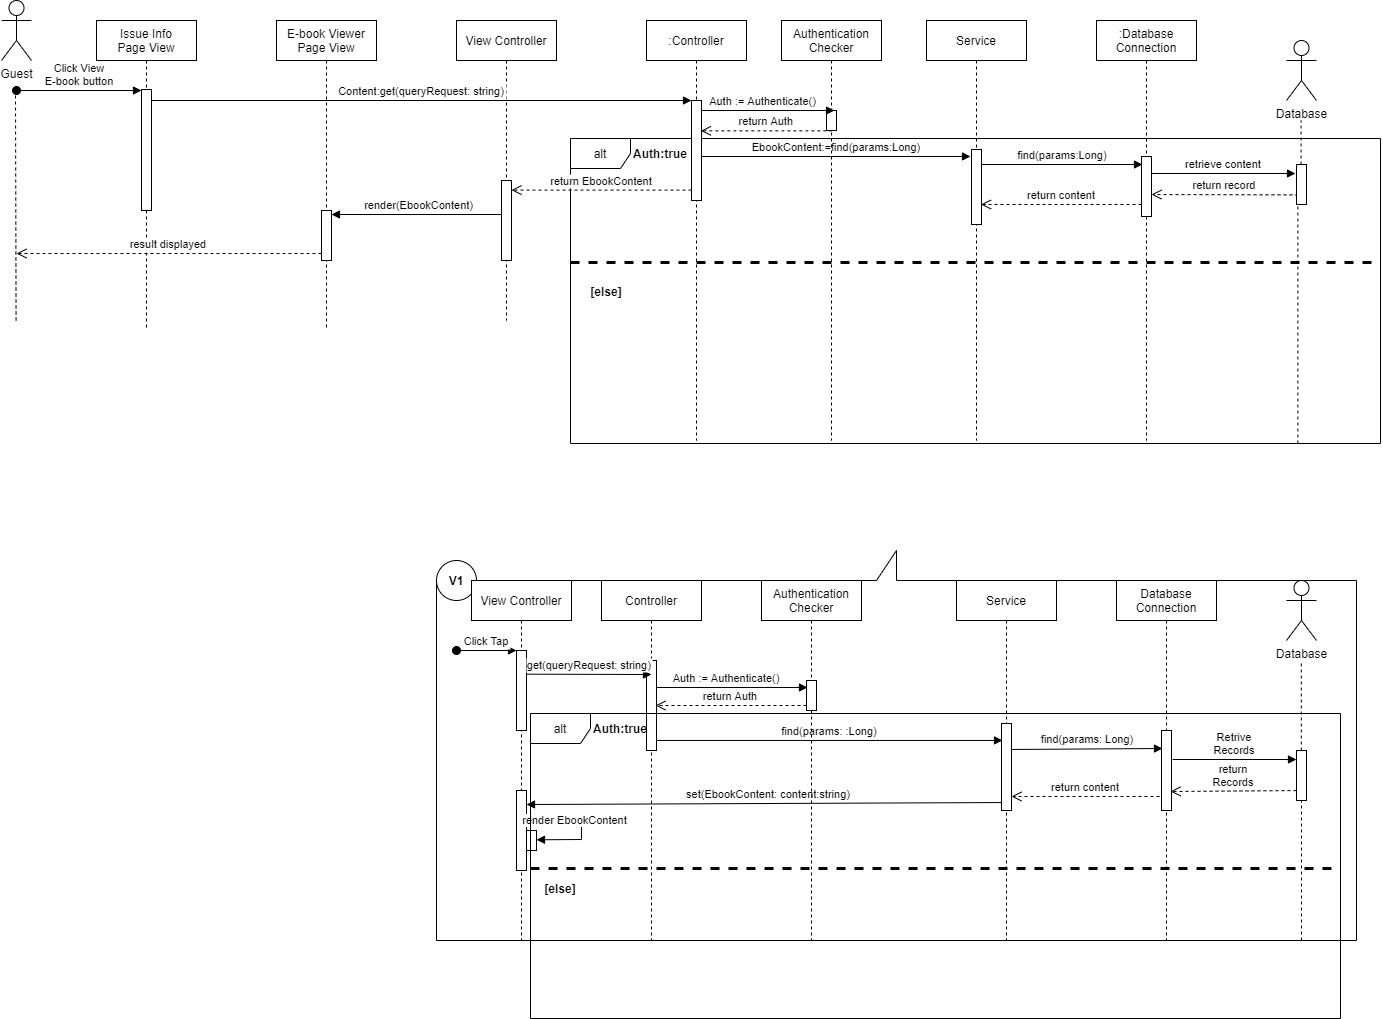 Guest
Issue Info
Page View
E-book Viewer
Page View
View Controller
:Controller
Authentication
Checker
Service
:Database
Connection
Database
Click View
E-book button
Content:get(queryRequest: string)
Auth := Authenticate()
return Auth
alt
Auth:true
EbookContent:=find(params:Long)
find(params:Long)
retrieve content
return record
return content
return EbookContent
render(EbookContent)
result displayed
[else]
V1
View Controller
Controller
Authentication
Checker
Service
Database
Connection
Database
Click Tap
get(queryRequest: string)
Auth := Authenticate()
return Auth
alt
Auth:true
find(params: :Long)
find(params: Long)
Retrive
Records
return
Records
return content
set(EbookContent: content:string)
render EbookContent
[else]